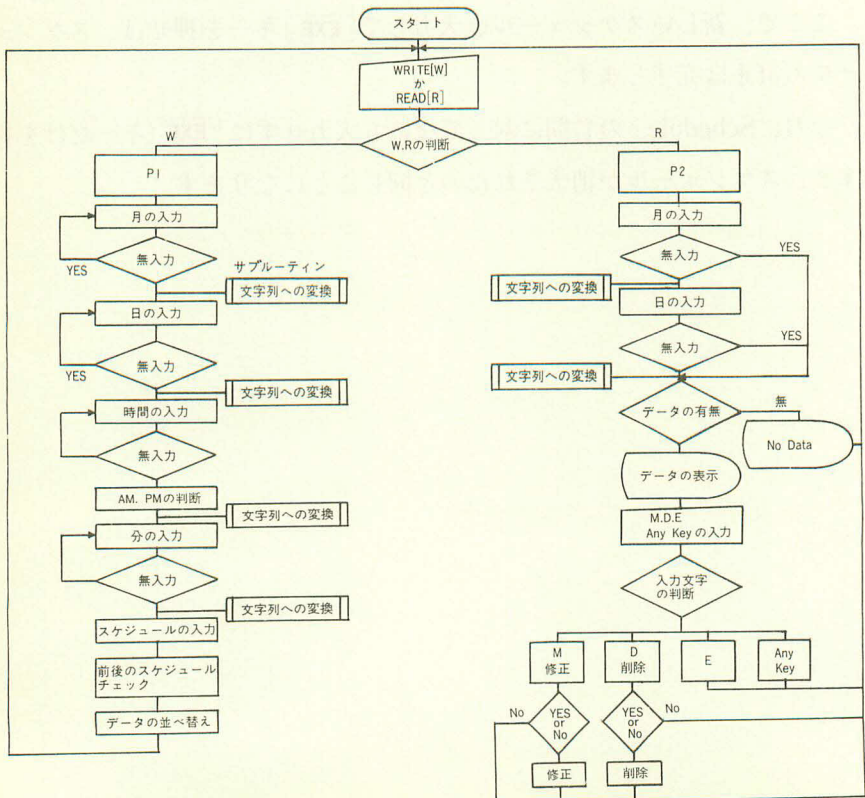 スタート
WRITE[W]
か
READ[R]
W
W.Rの判断
R
P1
月の入力
無入力
YES
サブルーティン
文字列への変換
日の入力
無入力
YES
文字列への変換
時間の入力
無入力
AM. PMの判断
文字列への変換
分の入力
無入力
文字列への変換
スケジュールの入力
前後のスケジュール
チェック
データの並べ替え
P2
月の入力
無入力
YES
文字列への変換
日の入力
無入力
YES
文字列への変換
データの有無
無
No Data
データの表示
M.D.E
Any Keyの入力
入力文字
の判断
M
修正
D
削除
E
Any
Key
No
YES
or
No
YES
or
No
No
修正
削除